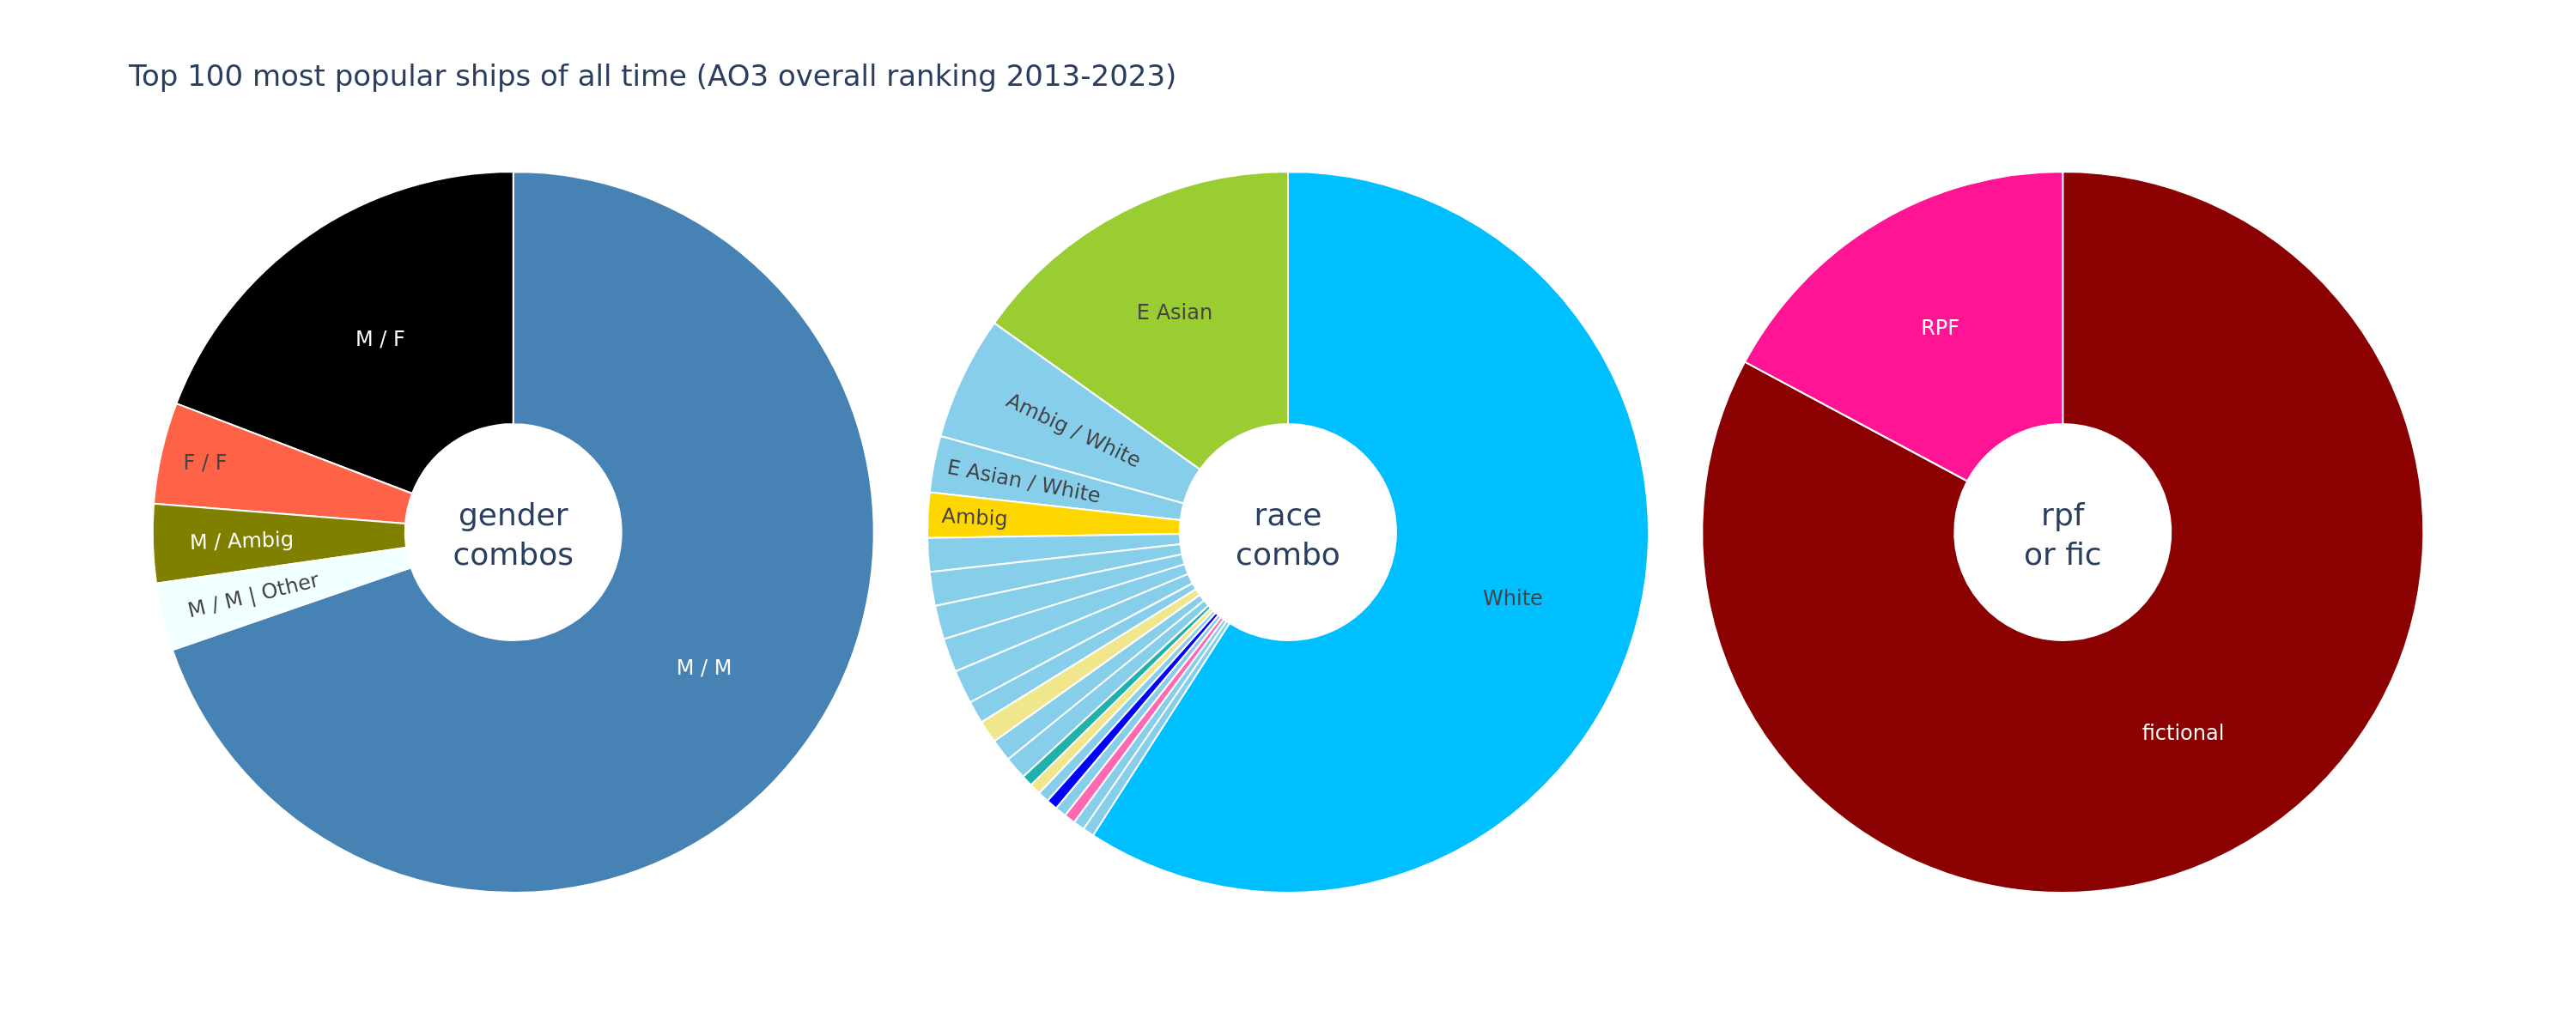 Top 100 most popular ships of all time (AO3 overall ranking 2013-2023)
M / F
F / F
M / Ambig
M / M | Other
M / M
gender
combos
E Asian
Ambig / White
E Asian / White
Ambig
White
race
combo
RPF
fictional
rpf
or fic